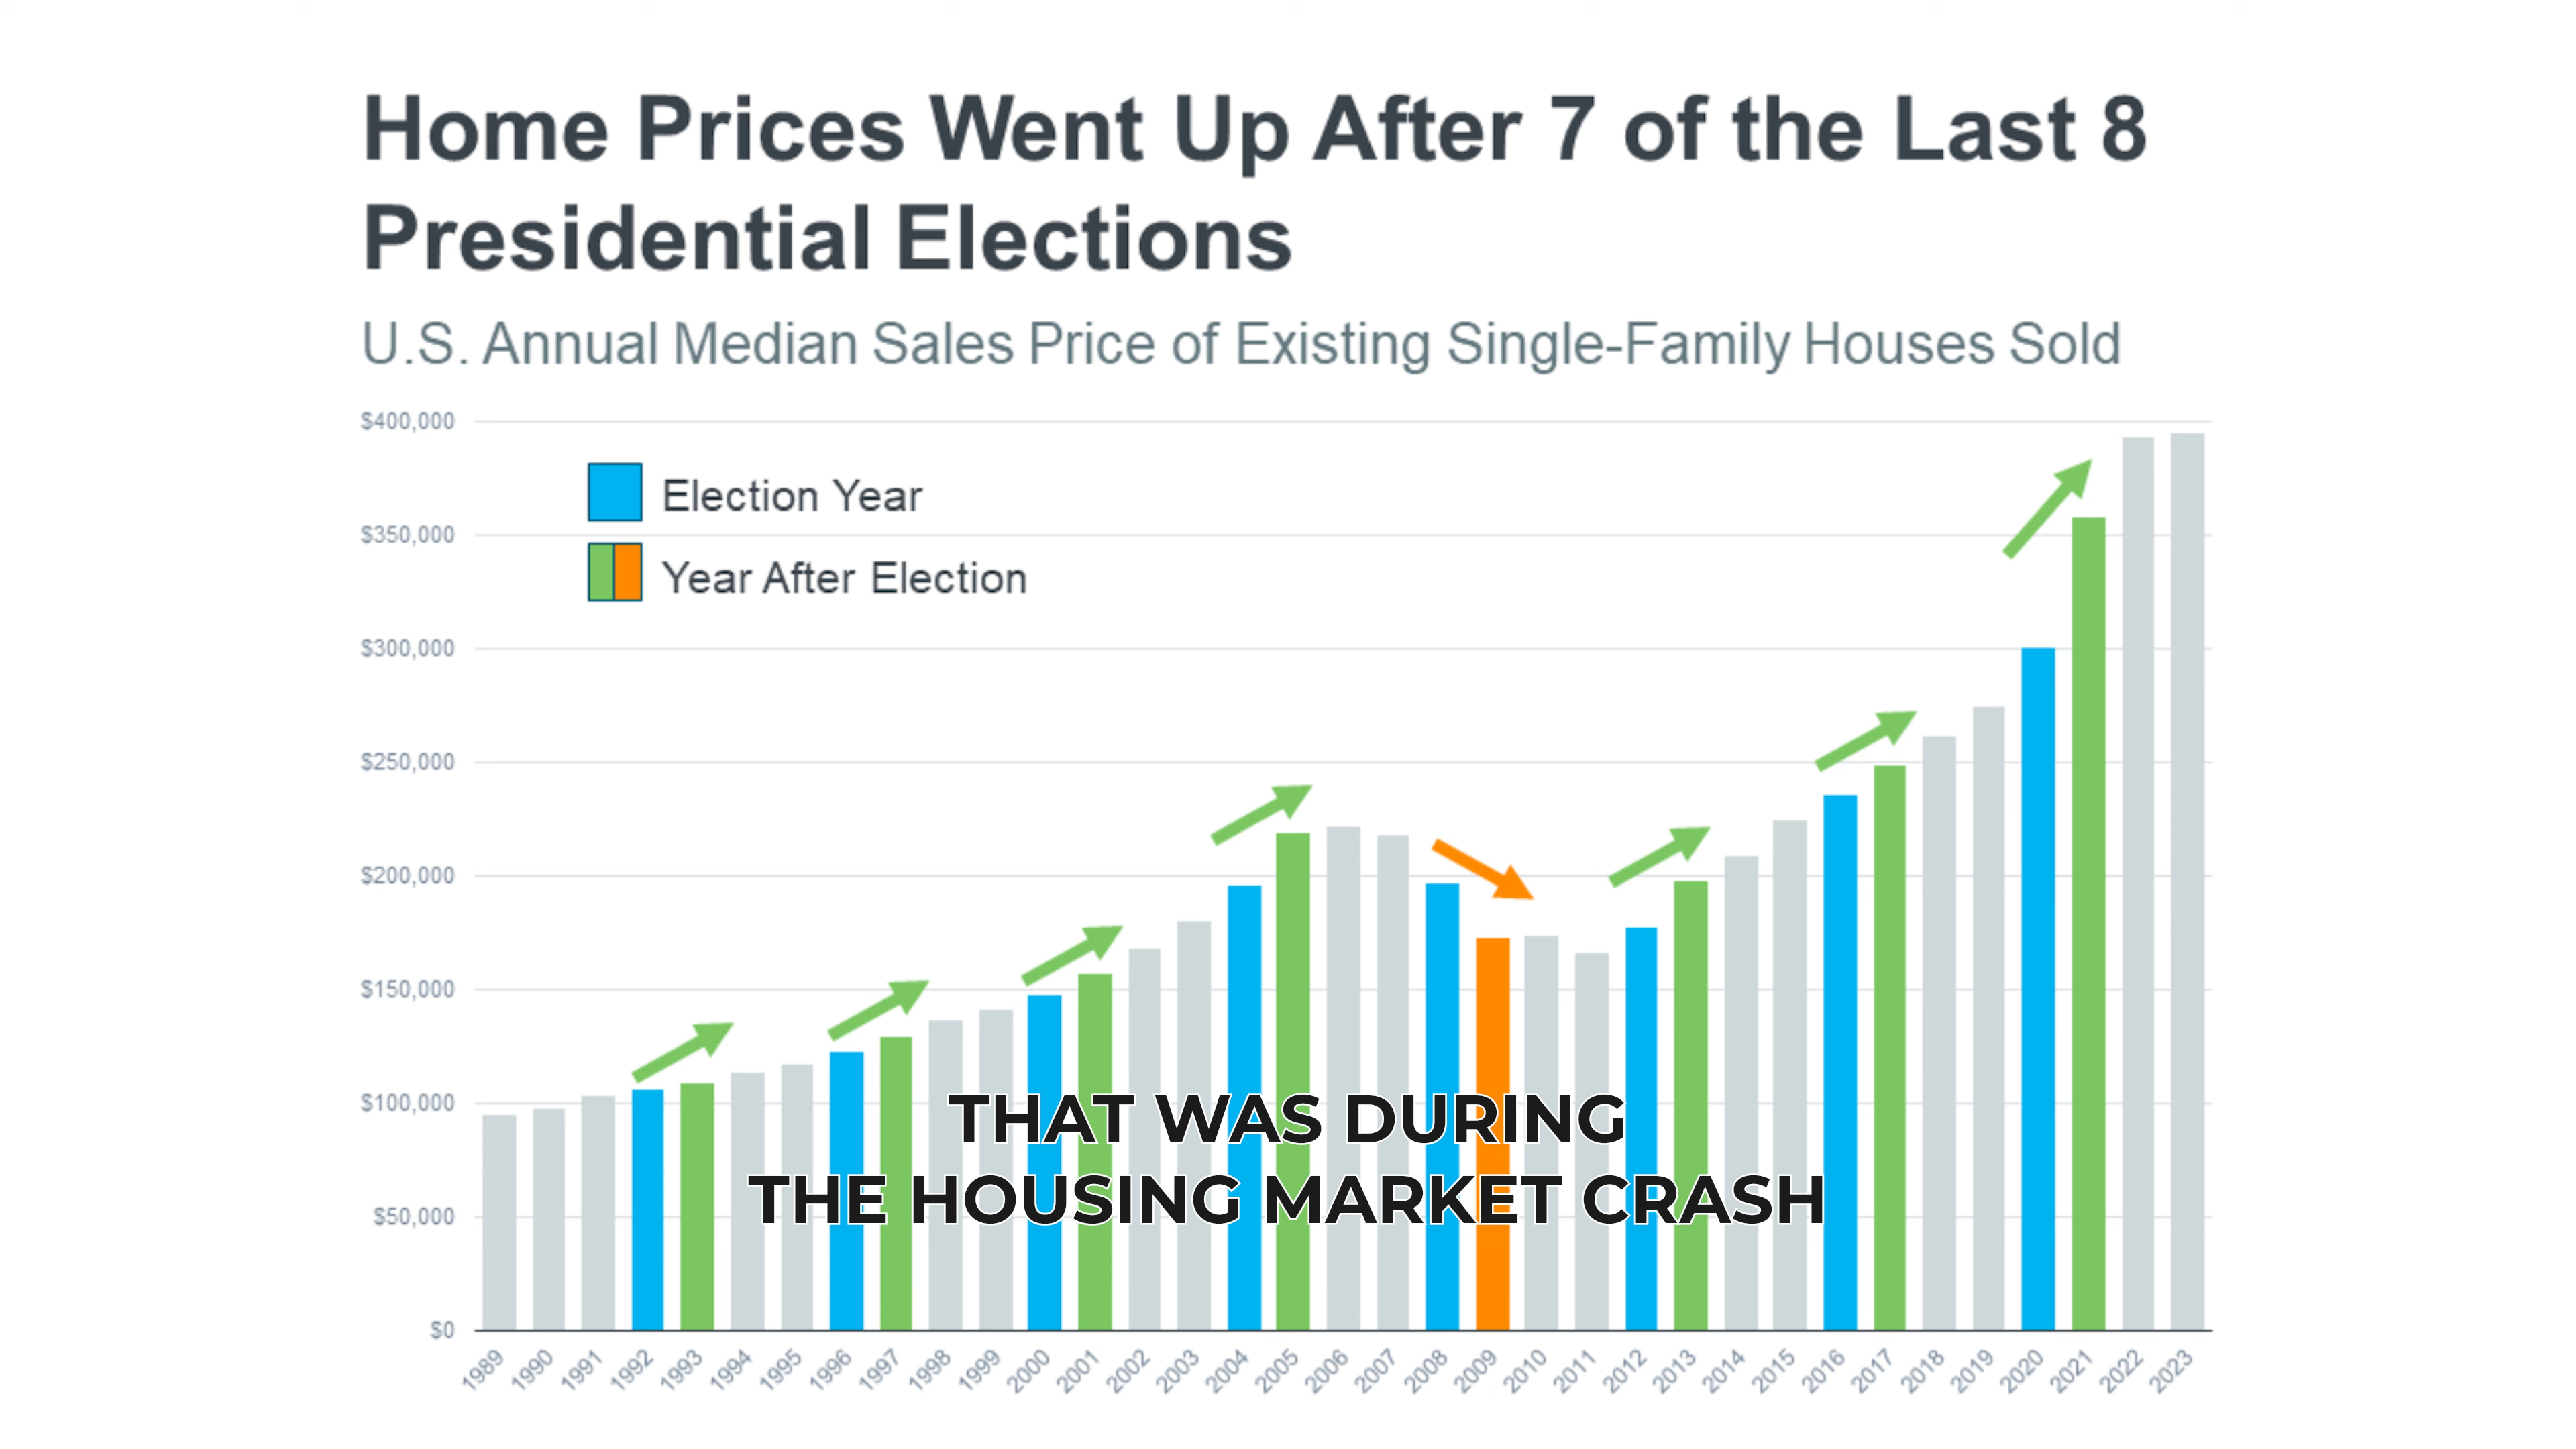 Home Prices Went Up After 7 of the Last 8
Presidential Elections
U.S. Annual Median Sales Price of Existing Single-Family Houses Sold
$400,000
Election Year
$350,000
Year After Election
$300,000
$250,000
$200,000
$150,000
$100,000
THAT WAS DURING
THE HOUSING MARKET CRASH
$50,000
$0
1989 1990 1991 1992 1993 1994 1995 1996 1997 1998 1999 2000 2001 2002 2003 2004 2005 2006 2007 2008 2009 2010 2011 2012 2013 2014 2015 2016 2017 2018 2019 2020 2021 2022 2023